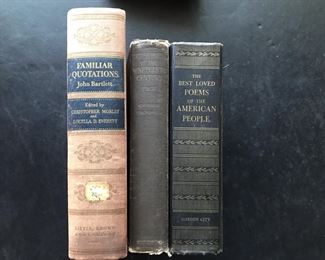 FAMILIAR
QUOTATIONS
John Bartlett
Edited by
CHRISTOPHER MORLEY
and
LOUELLA D. EVERETT
LITTLE, BROWN
CENTURY
THE
BEST LOVED
POEMS
OF THE
AMERICAN
PEOPLE
GARDEN CITY